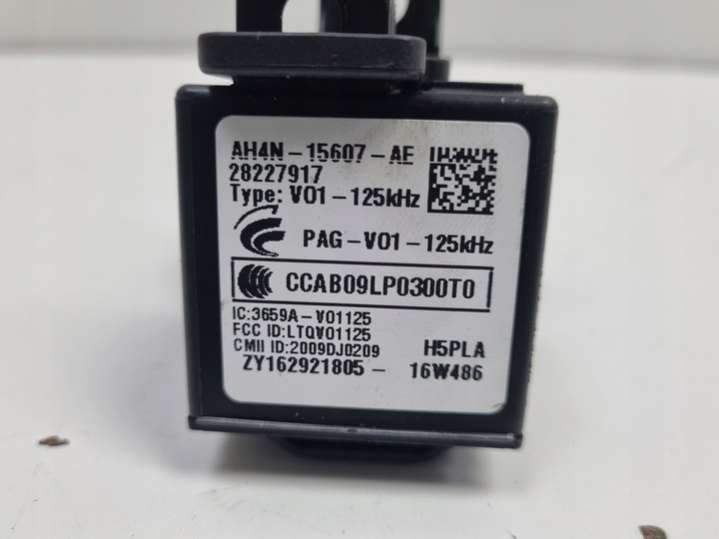 AH4N-15607-AE
28227917
Type: V01-125kHz
PAG-V01-125kHz
CCAB09LP0300T0
IC:3659A-V01125
FCC ID:LTQV01125
CMII ID:2009DJ0209 H5PLA
ZY162921805 - 16W486